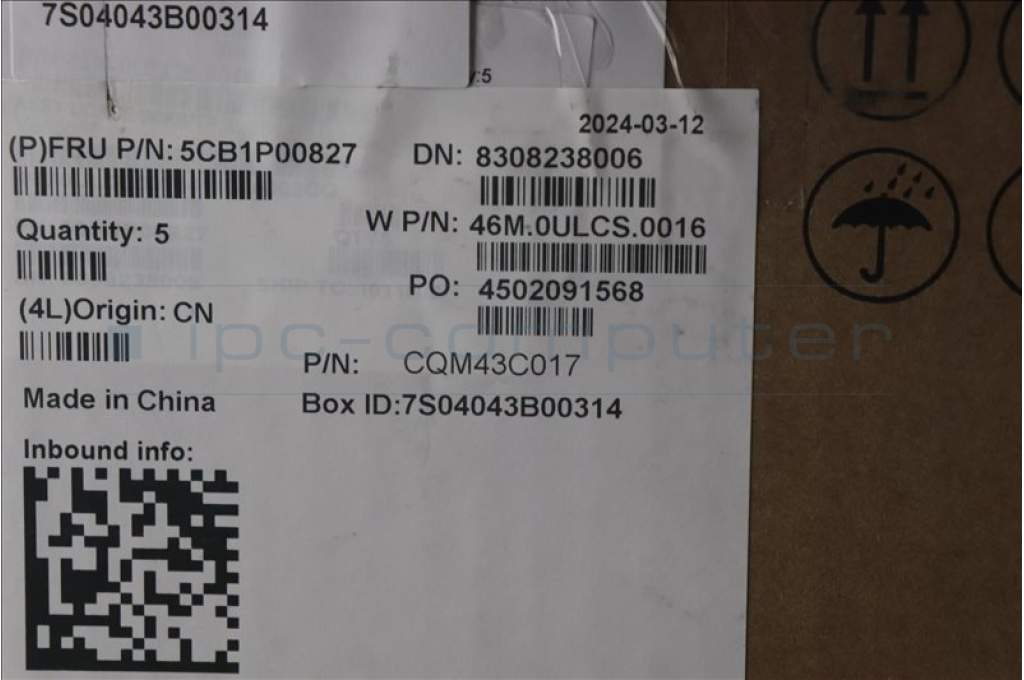 7S04043B00314
:5
2024-03-12
(P)FRU P/N: 5CB1P00827
DN: 8308238006
Quantity: 5
W P/N: 46M.0ULCS.0016
(4L)Origin: CN
PO: 4502091568
ipc-computer
P/N: CQM43C017
Made in China
Box ID:7S04043B00314
Inbound info: